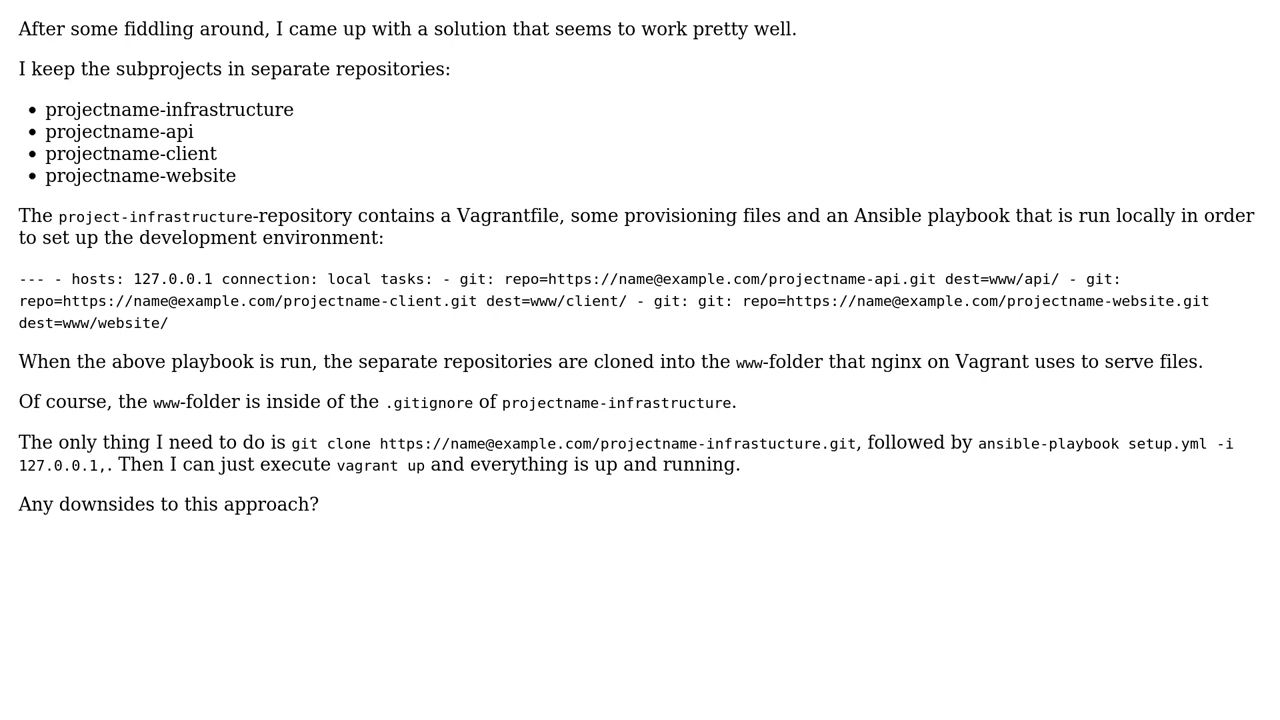 After some fiddling around, I came up with a solution that seems to work pretty well.
I keep the subprojects in separate repositories:
• projectname-infrastructure
• projectname-api
• projectname-client
• projectname-website
The project-infrastructure-repository contains a Vagrantfile, some provisioning files and an Ansible playbook that is run locally in order
to set up the development environment:
--- - hosts: 127.0.0.1 connection: local tasks: - git: repo=https://name@example.com/projectname-api.git dest=www/api/ - git:
repo=https://name@example.com/projectname-client.git dest=www/client/ - git: git: repo=https://name@example.com/projectname-website.git
dest=www/website/
When the above playbook is run, the separate repositories are cloned into the www-folder that nginx on Vagrant uses to serve files.
Of course, the www-folder is inside of the .gitignore of projectname-infrastructure.
The only thing I need to do is git clone https://name@example.com/projectname-infrastucture.git, followed by ansible-playbook setup.yml -i
127.0.0.1,. Then I can just execute vagrant up and everything is up and running.
Any downsides to this approach?